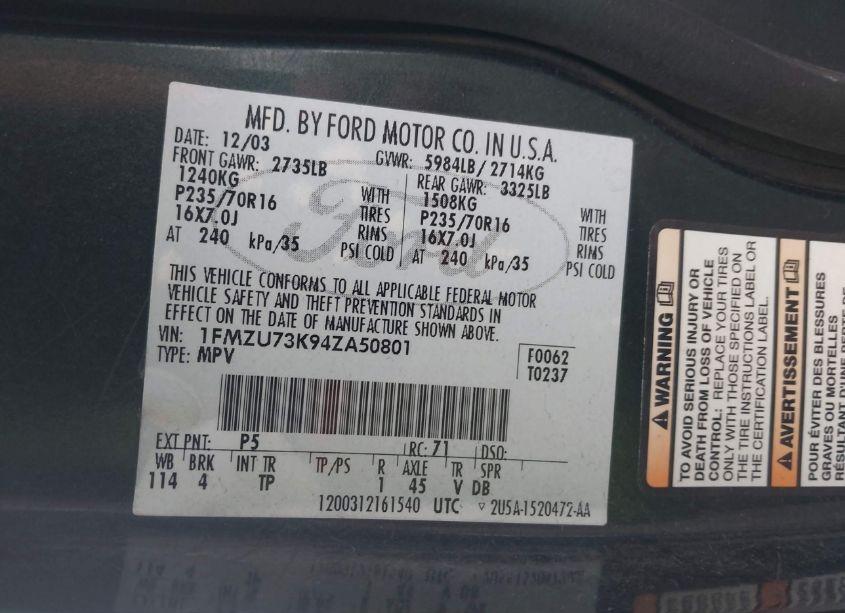 MFD. BY FORD MOTOR CO. IN U.S.A.
DATE: 12/03 GVWR: 5984LB/ 2714KG
FRONT GAWR: 2735LB REAR GAWR: 3325LB
1240KG WITH 1508KG WITH
P235/70R16 TIRES P235/70R16 TIRES
16X7.0J RIMS 16X7.0J RIMS
AT 240 kPa/35 PSI COLD AT 240 kPa/35 PSI COLD
Ford
THIS VEHICLE CONFORMS TO ALL APPLICABLE FEDERAL MOTOR
VEHICLE SAFETY AND THEFT PREVENTION STANDARDS IN
EFFECT ON THE DATE OF MANUFACTURE SHOWN ABOVE.
VIN: 1FMZU73K94ZA50801
TYPE: MPV
F0062
T0237
EXT PNT: P5 RC: 71 DSO:
WB BRK INT TR TP/PS R AXLE TR SPR
114 4 TP 1 45 V DB
1200312161540 UTC ▽ 2U5A-1520472-AA
WARNING
TO AVOID SERIOUS INJURY OR
DEATH FROM LOSS OF VEHICLE
CONTROL: REPLACE YOUR TIRES
ONLY WITH THOSE SPECIFIED ON
THE TIRE INSTRUCTIONS LABEL OR
THE CERTIFICATION LABEL.
AVERTISSEMENT
POUR ÉVITER DES BLESSURES
GRAVES OU MORTELLES
RÉSULTANT D'UNE PERTE DE